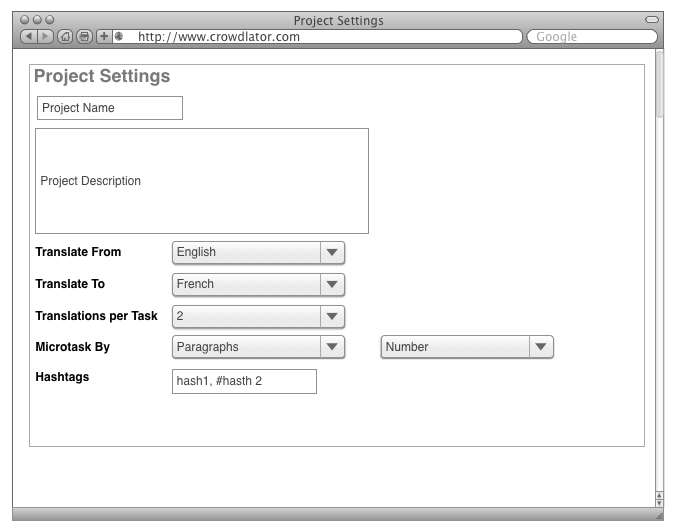 Project Settings
http://www.crowdlator.com
Google
Project Settings
Project Name
Project Description
Translate From English
Translate To French
Translations per Task 2
Microtask By Paragraphs Number
Hashtags hash1, #hasth 2